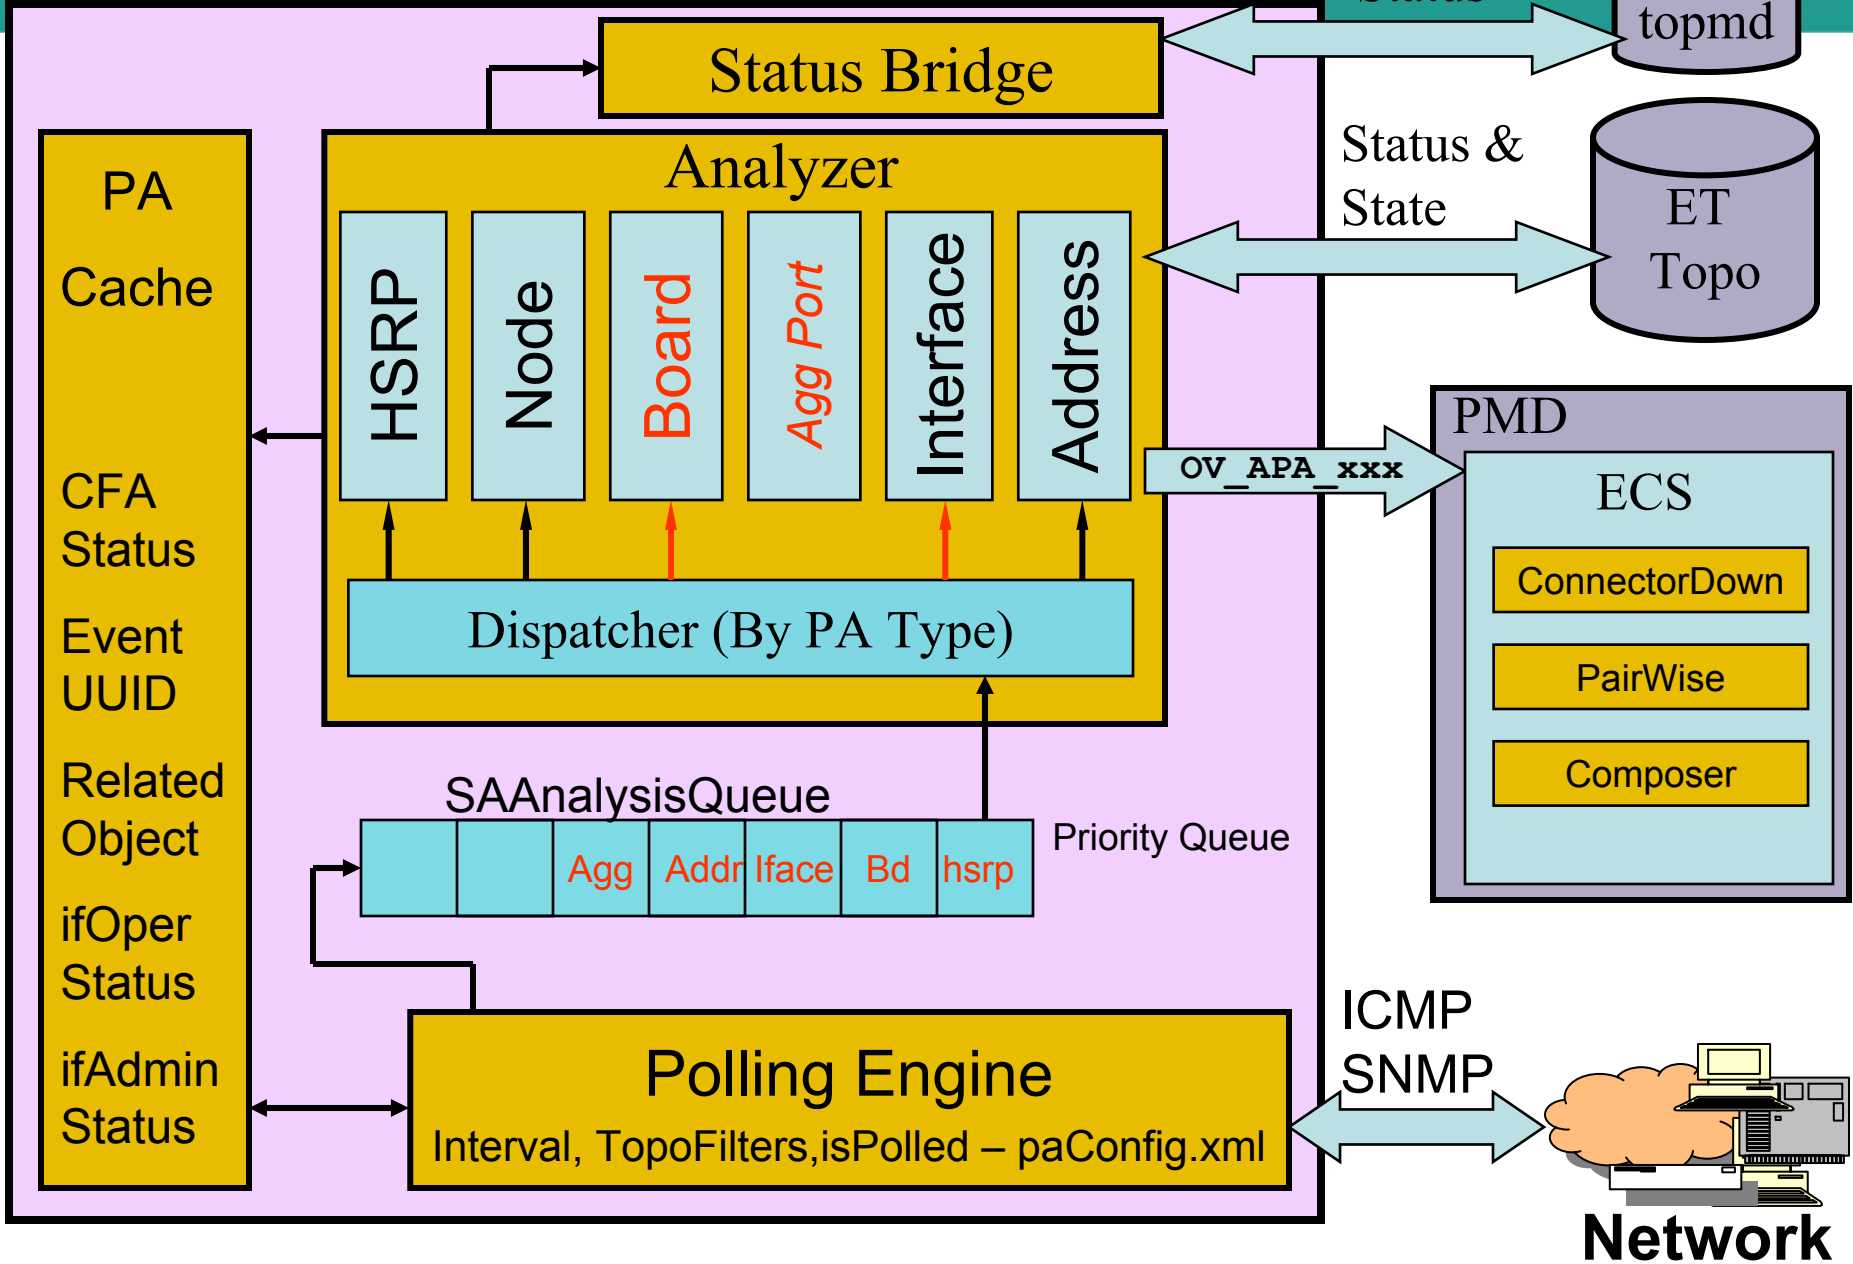 Status
topmd
Status Bridge
Status &
State
ET
Topo
PA
Cache
CFA
Status
Event
UUID
Related
Object
ifOper
Status
ifAdmin
Status
Analyzer
HSRP
Node
Board
Agg Port
Interface
Address
Dispatcher (By PA Type)
OV_APA_xxx
PMD
ECS
ConnectorDown
PairWise
Composer
SAAnalysisQueue
Agg Addr Iface Bd hsrp
Priority Queue
Polling Engine
Interval, TopoFilters,isPolled – paConfig.xml
ICMP
SNMP
Network